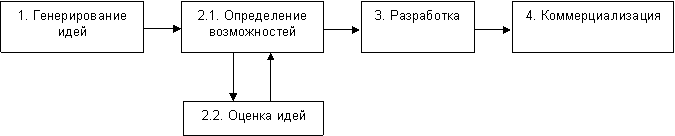 1. Генерирование
идей
2.1. Определение
возможностей
3. Разработка
4. Коммерциализация
2.2. Оценка идей